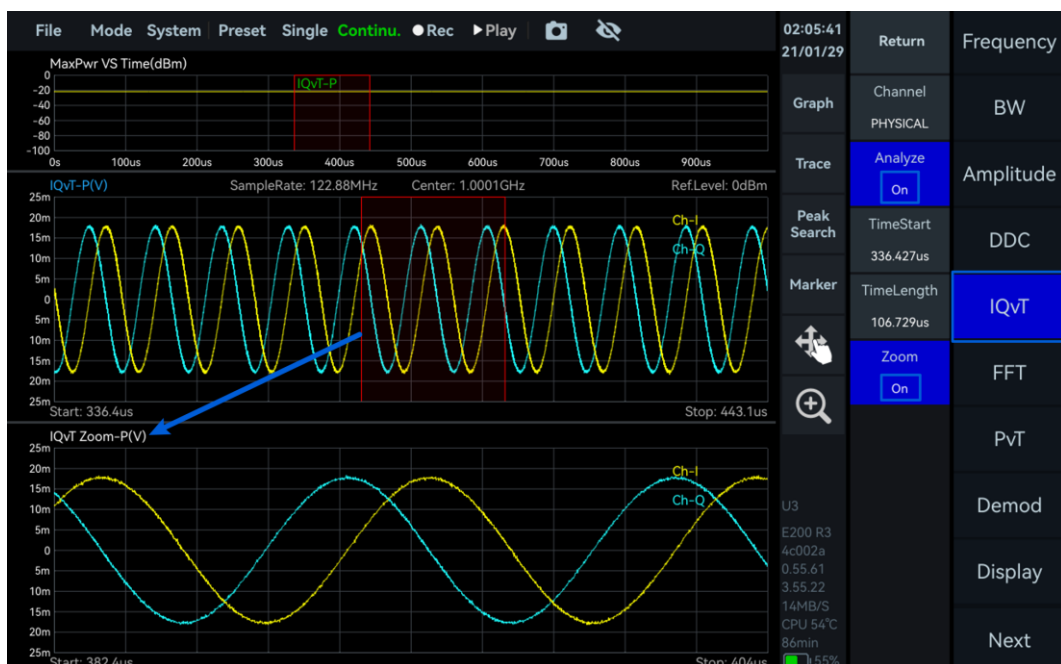 File Mode System Preset Single Continu. Rec Play
02:05:41
21/01/29
MaxPwr VS Time(dBm)
0
-20
-40
-60
-80
-100
IQvT-P
0s 100us 200us 300us 400us 500us 600us 700us 800us 900us
IQvT-P(V) SampleRate: 122.88MHz Center: 1.0001GHz Ref.Level: 0dBm
25m
20m
15m
10m
5m
0
5m
10m
15m
20m
25m
Ch-I
Ch-Q
Start: 336.4us Stop: 443.1us
IQvT Zoom-P(V)
25m
20m
15m
10m
5m
0
5m
10m
15m
20m
25m
Ch-I
Ch-Q
Start: 382.4us Stop: 404us
Graph
Trace
Peak
Search
Marker
U3
E200 R3
4c002a
0.55.61
3.55.22
14MB/S
CPU 54℃
86min
55%
Return
Channel
PHYSICAL
Analyze
On
TimeStart
336.427us
TimeLength
106.729us
Zoom
On
Frequency
BW
Amplitude
DDC
IQvT
FFT
PvT
Demod
Display
Next